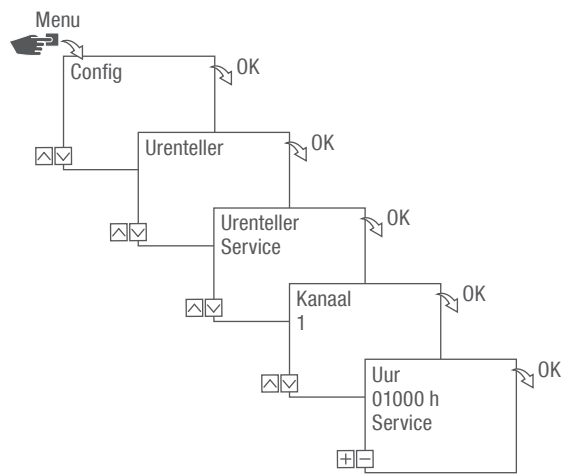 Menu
Config
OK
Urenteller
OK
Urenteller
Service
OK
Kanaal
1
OK
Uur
01000 h
Service
OK
+ −